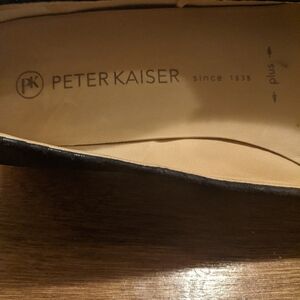 PK PETER KAISER since 1838
← plus →